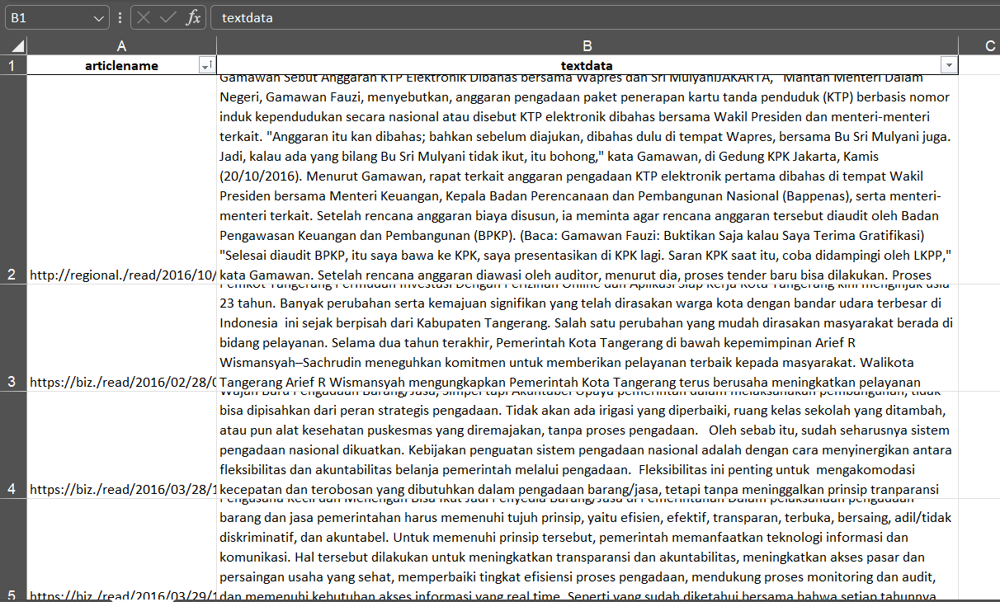 B1
fx
textdata
A
B
C
1
articlename
textdata
Gamawan Sebut Anggaran KTP Elektronik Dibahas bersama Wapres dan Sri MulyaniJAKARTA, Mantan Menteri Dalam
Negeri, Gamawan Fauzi, menyebutkan, anggaran pengadaan paket penerapan kartu tanda penduduk (KTP) berbasis nomor
induk kependudukan secara nasional atau disebut KTP elektronik dibahas bersama Wakil Presiden dan menteri-menteri
terkait. "Anggaran itu kan dibahas; bahkan sebelum diajukan, dibahas dulu di tempat Wapres, bersama Bu Sri Mulyani juga.
Jadi, kalau ada yang bilang Bu Sri Mulyani tidak ikut, itu bohong," kata Gamawan, di Gedung KPK Jakarta, Kamis
(20/10/2016). Menurut Gamawan, rapat terkait anggaran pengadaan KTP elektronik pertama dibahas di tempat Wakil
Presiden bersama Menteri Keuangan, Kepala Badan Perencanaan dan Pembangunan Nasional (Bappenas), serta menteri-
menteri terkait. Setelah rencana anggaran biaya disusun, ia meminta agar rencana anggaran tersebut diaudit oleh Badan
Pengawasan Keuangan dan Pembangunan (BPKP). (Baca: Gamawan Fauzi: Buktikan Saja kalau Saya Terima Gratifikasi)
"Selesai diaudit BPKP, itu saya bawa ke KPK, saya presentasikan di KPK lagi. Saran KPK saat itu, coba didampingi oleh LKPP,"
2
http://regional./read/2016/10/
kata Gamawan. Setelah rencana anggaran diawasi oleh auditor, menurut dia, proses tender baru bisa dilakukan. Proses
Pemkot Tangerang Permudah Investasi Dengan Perizinan Online dan Aplikasi Siap Kerja Kota Tangerang kini menginjak usia
23 tahun. Banyak perubahan serta kemajuan signifikan yang telah dirasakan warga kota dengan bandar udara terbesar di
Indonesia ini sejak berpisah dari Kabupaten Tangerang. Salah satu perubahan yang mudah dirasakan masyarakat berada di
bidang pelayanan. Selama dua tahun terakhir, Pemerintah Kota Tangerang di bawah kepemimpinan Arief R
Wismansyah–Sachrudin meneguhkan komitmen untuk memberikan pelayanan terbaik kepada masyarakat. Walikota
3
https://biz./read/2016/02/28/0
Tangerang Arief R Wismansyah mengungkapkan Pemerintah Kota Tangerang terus berusaha meningkatkan pelayanan
Wajah Baru Pengadaan Barang/Jasa, Simpel tapi Akuntabel Upaya pemerintah dalam melaksanakan pembangunan, tidak
bisa dipisahkan dari peran strategis pengadaan. Tidak akan ada irigasi yang diperbaiki, ruang kelas sekolah yang ditambah,
atau pun alat kesehatan puskesmas yang diremajakan, tanpa proses pengadaan. Oleh sebab itu, sudah seharusnya sistem
pengadaan nasional dikuatkan. Kebijakan penguatan sistem pengadaan nasional adalah dengan cara menyinergikan antara
fleksibilitas dan akuntabilitas belanja pemerintah melalui pengadaan. Fleksibilitas ini penting untuk mengakomodasi
4
https://biz./read/2016/03/28/1
kecepatan dan terobosan yang dibutuhkan dalam pengadaan barang/jasa, tetapi tanpa meninggalkan prinsip tranparansi
Pengusaha Kecil dan Menengah Bisa Ikut Jadi Penyedia Barang/Jasa di Pemerintahan Dalam pelaksanaan pengadaan
barang dan jasa pemerintahan harus memenuhi tujuh prinsip, yaitu efisien, efektif, transparan, terbuka, bersaing, adil/tidak
diskriminatif, dan akuntabel. Untuk memenuhi prinsip tersebut, pemerintah memanfaatkan teknologi informasi dan
komunikasi. Hal tersebut dilakukan untuk meningkatkan transparansi dan akuntabilitas, meningkatkan akses pasar dan
persaingan usaha yang sehat, memperbaiki tingkat efisiensi proses pengadaan, mendukung proses monitoring dan audit,
5
https://biz./read/2016/03/29/1
dan memenuhi kebutuhan akses informasi yang real time. Seperti yang sudah diketahui bersama bahwa setiap tahunnya